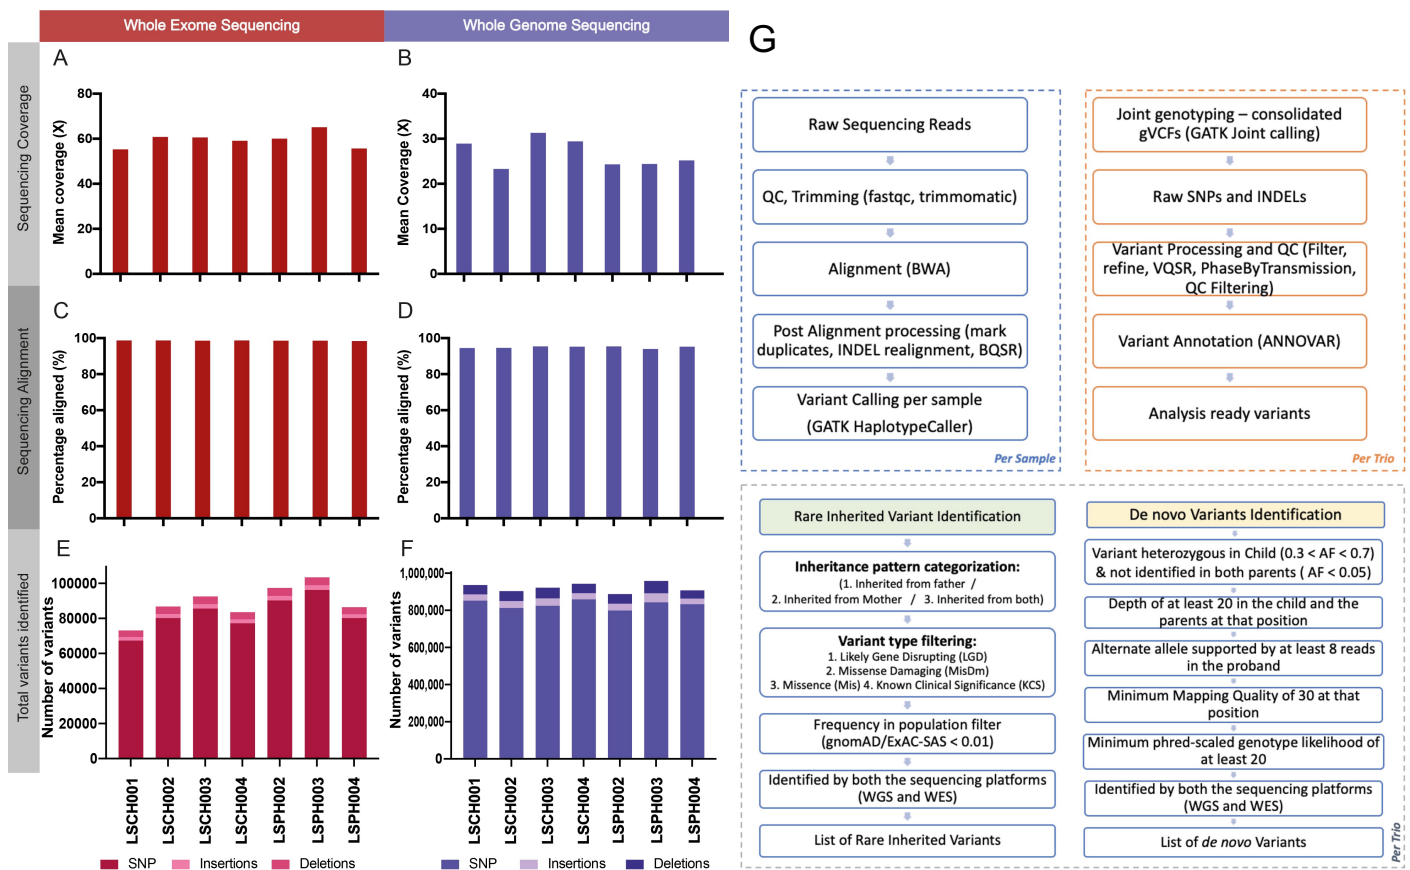 Whole Exome Sequencing
Whole Genome Sequencing
Sequencing Coverage
A
Mean coverage (X)
80
60
40
20
0
B
Mean Coverage (X)
40
30
20
10
0
Sequencing Alignment
C
Percentage aligned (%)
100
80
60
40
20
0
D
Percentage aligned (%)
100
80
60
40
20
0
Total variants identified
E
Number of variants
100000
80000
60000
40000
20000
0
LSCH001
LSCH002
LSCH003
LSCH004
LSPH002
LSPH003
LSPH004
SNP
Insertions
Deletions
F
Number of variants
1,000,000
800,000
600,000
400,000
200,000
0
LSCH001
LSCH002
LSCH003
LSCH004
LSPH002
LSPH003
LSPH004
SNP
Insertions
Deletions
G
Raw Sequencing Reads
QC, Trimming (fastqc, trimmomatic)
Alignment (BWA)
Post Alignment processing (mark
duplicates, INDEL realignment, BQSR)
Variant Calling per sample
(GATK HaplotypeCaller)
Per Sample
Joint genotyping – consolidated
gVCFs (GATK Joint calling)
Raw SNPs and INDELs
Variant Processing and QC (Filter,
refine, VQSR, PhaseByTransmission,
QC Filtering)
Variant Annotation (ANNOVAR)
Analysis ready variants
Per Trio
Rare Inherited Variant Identification
Inheritance pattern categorization:
(1. Inherited from father /
2. Inherited from Mother / 3. Inherited from both)
Variant type filtering:
1. Likely Gene Disrupting (LGD)
2. Missense Damaging (MisDm)
3. Missence (Mis) 4. Known Clinical Significance (KCS)
Frequency in population filter
(gnomAD/ExAC-SAS < 0.01)
Identified by both the sequencing platforms
(WGS and WES)
List of Rare Inherited Variants
De novo Variants Identification
Variant heterozygous in Child (0.3 < AF < 0.7)
& not identified in both parents ( AF < 0.05)
Depth of at least 20 in the child and the
parents at that position
Alternate allele supported by at least 8 reads
in the proband
Minimum Mapping Quality of 30 at that
position
Minimum phred-scaled genotype likelihood of
at least 20
Identified by both the sequencing platforms
(WGS and WES)
List of de novo Variants
Per Trio